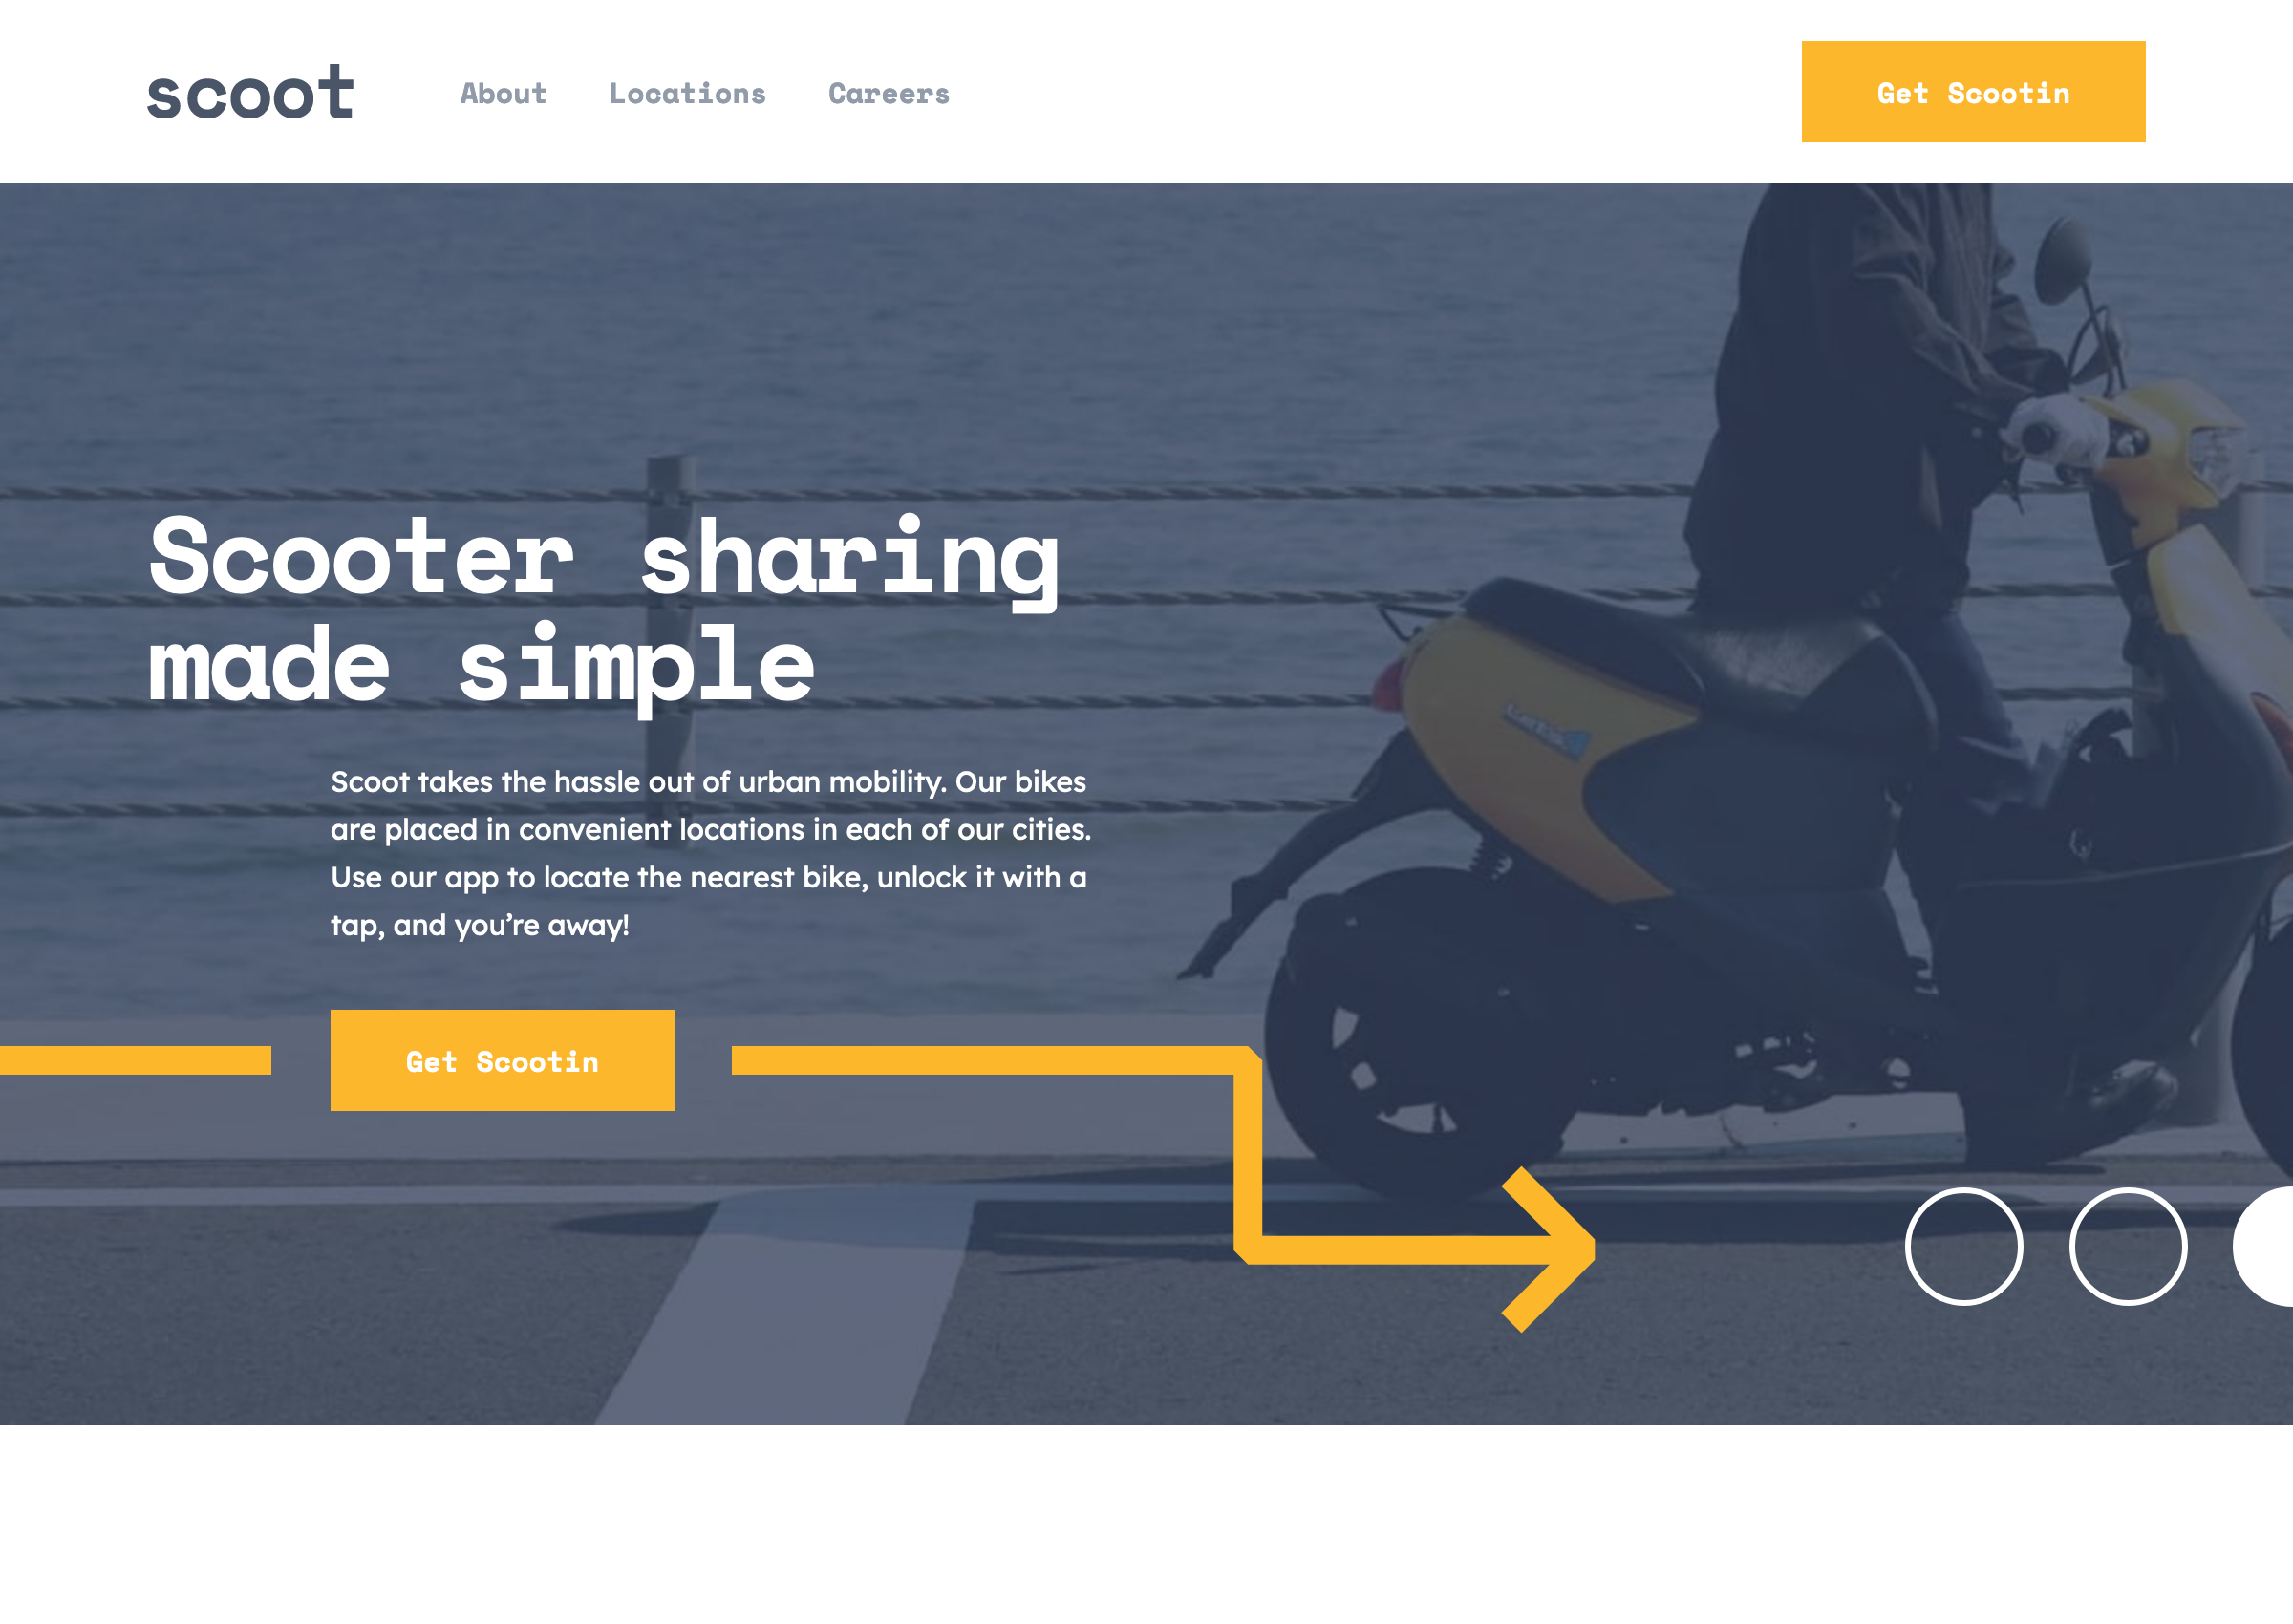 scoot
About
Locations
Careers
Get Scootin
Scooter sharing
made simple
Scoot takes the hassle out of urban mobility. Our bikes
are placed in convenient locations in each of our cities.
Use our app to locate the nearest bike, unlock it with a
tap, and you’re away!
Get Scootin